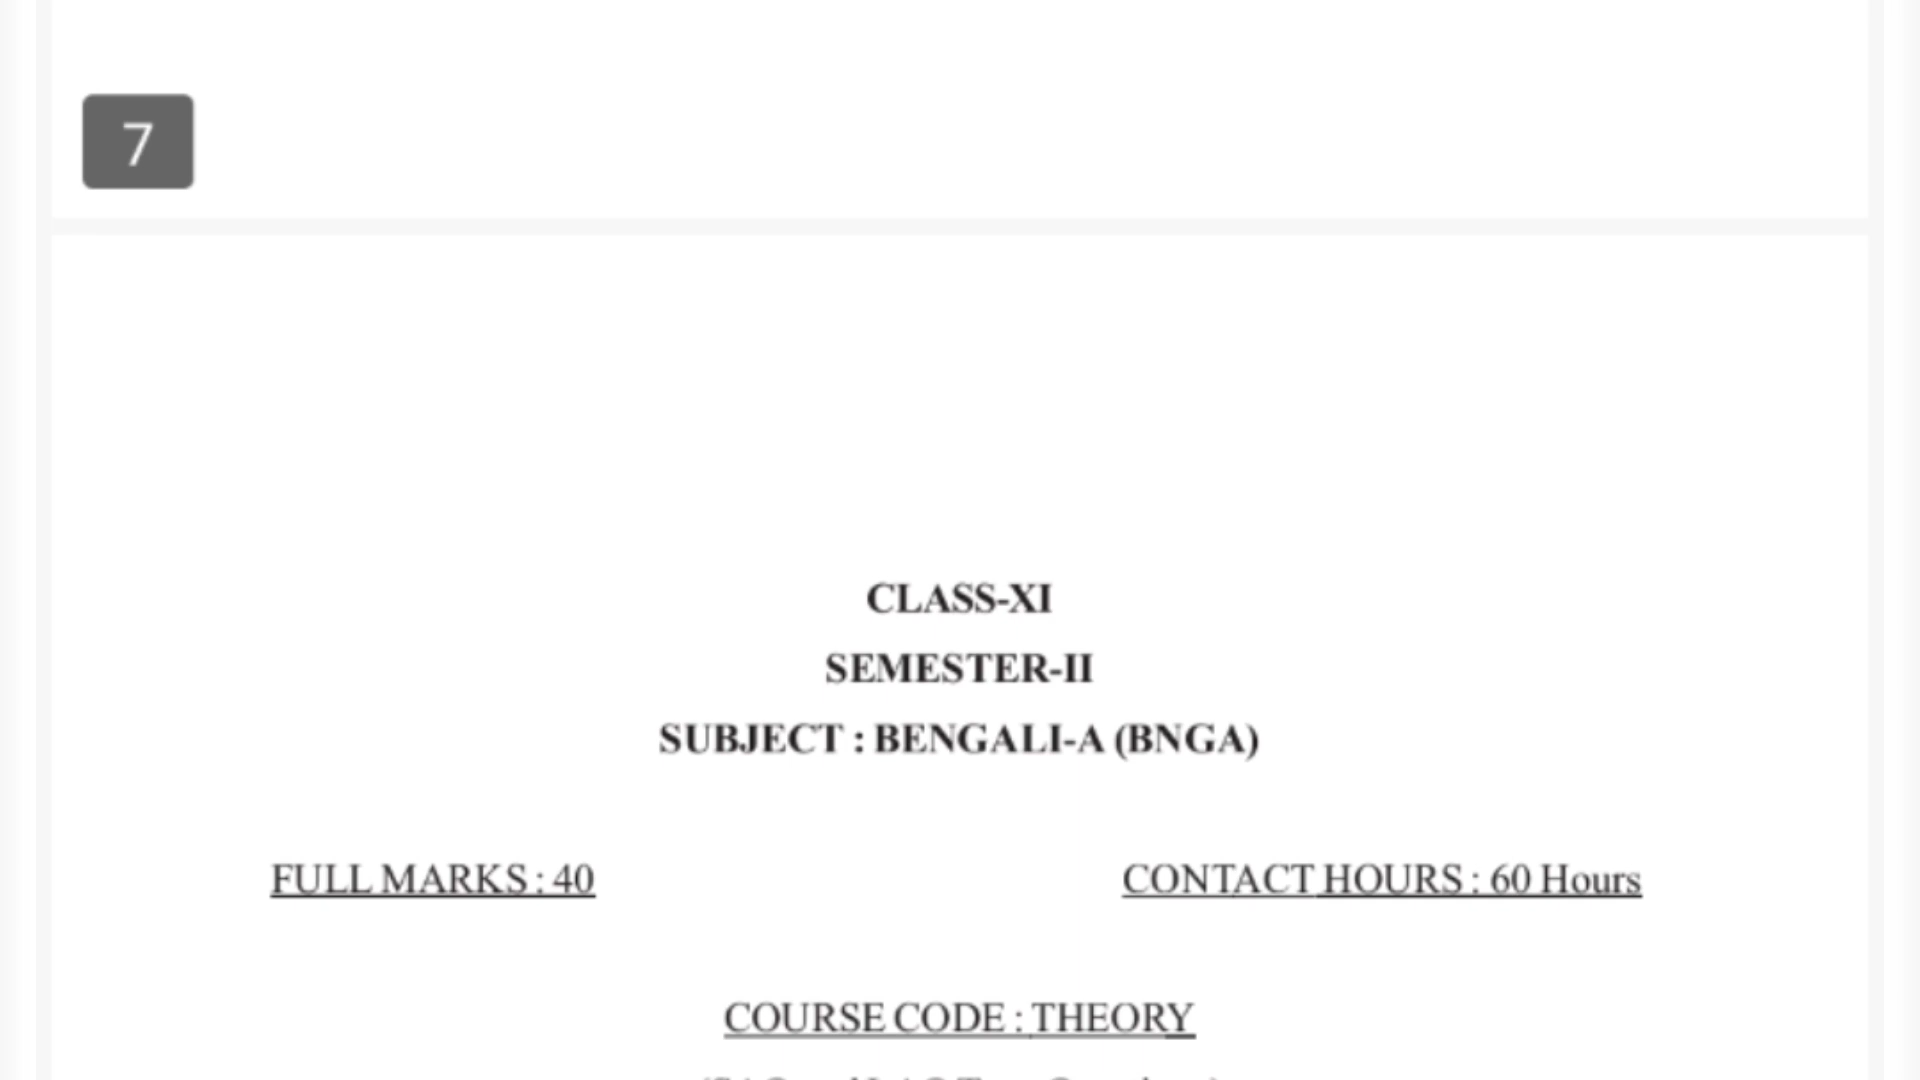 7
CLASS-XI
SEMESTER-II
SUBJECT : BENGALI-A (BNGA)
FULL MARKS : 40 CONTACT HOURS : 60 Hours
COURSE CODE : THEORY